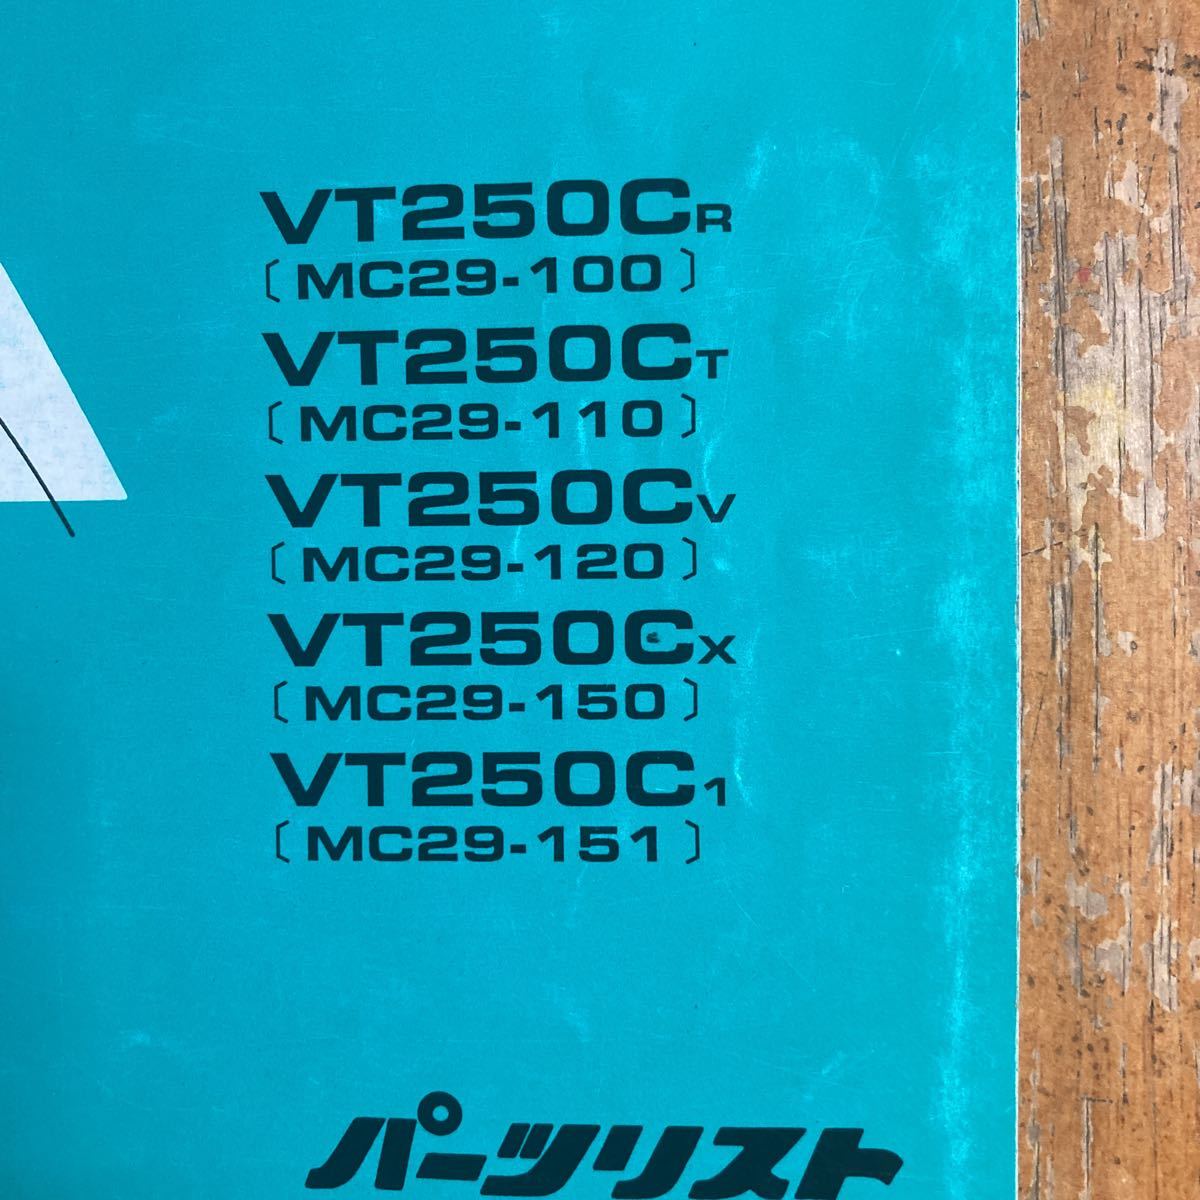 VT250CR
〔MC29-100〕
VT250CT
〔MC29-110〕
VT250CV
〔MC29-120〕
VT250CX
〔MC29-150〕
VT250C1
〔MC29-151〕
パーツリスト